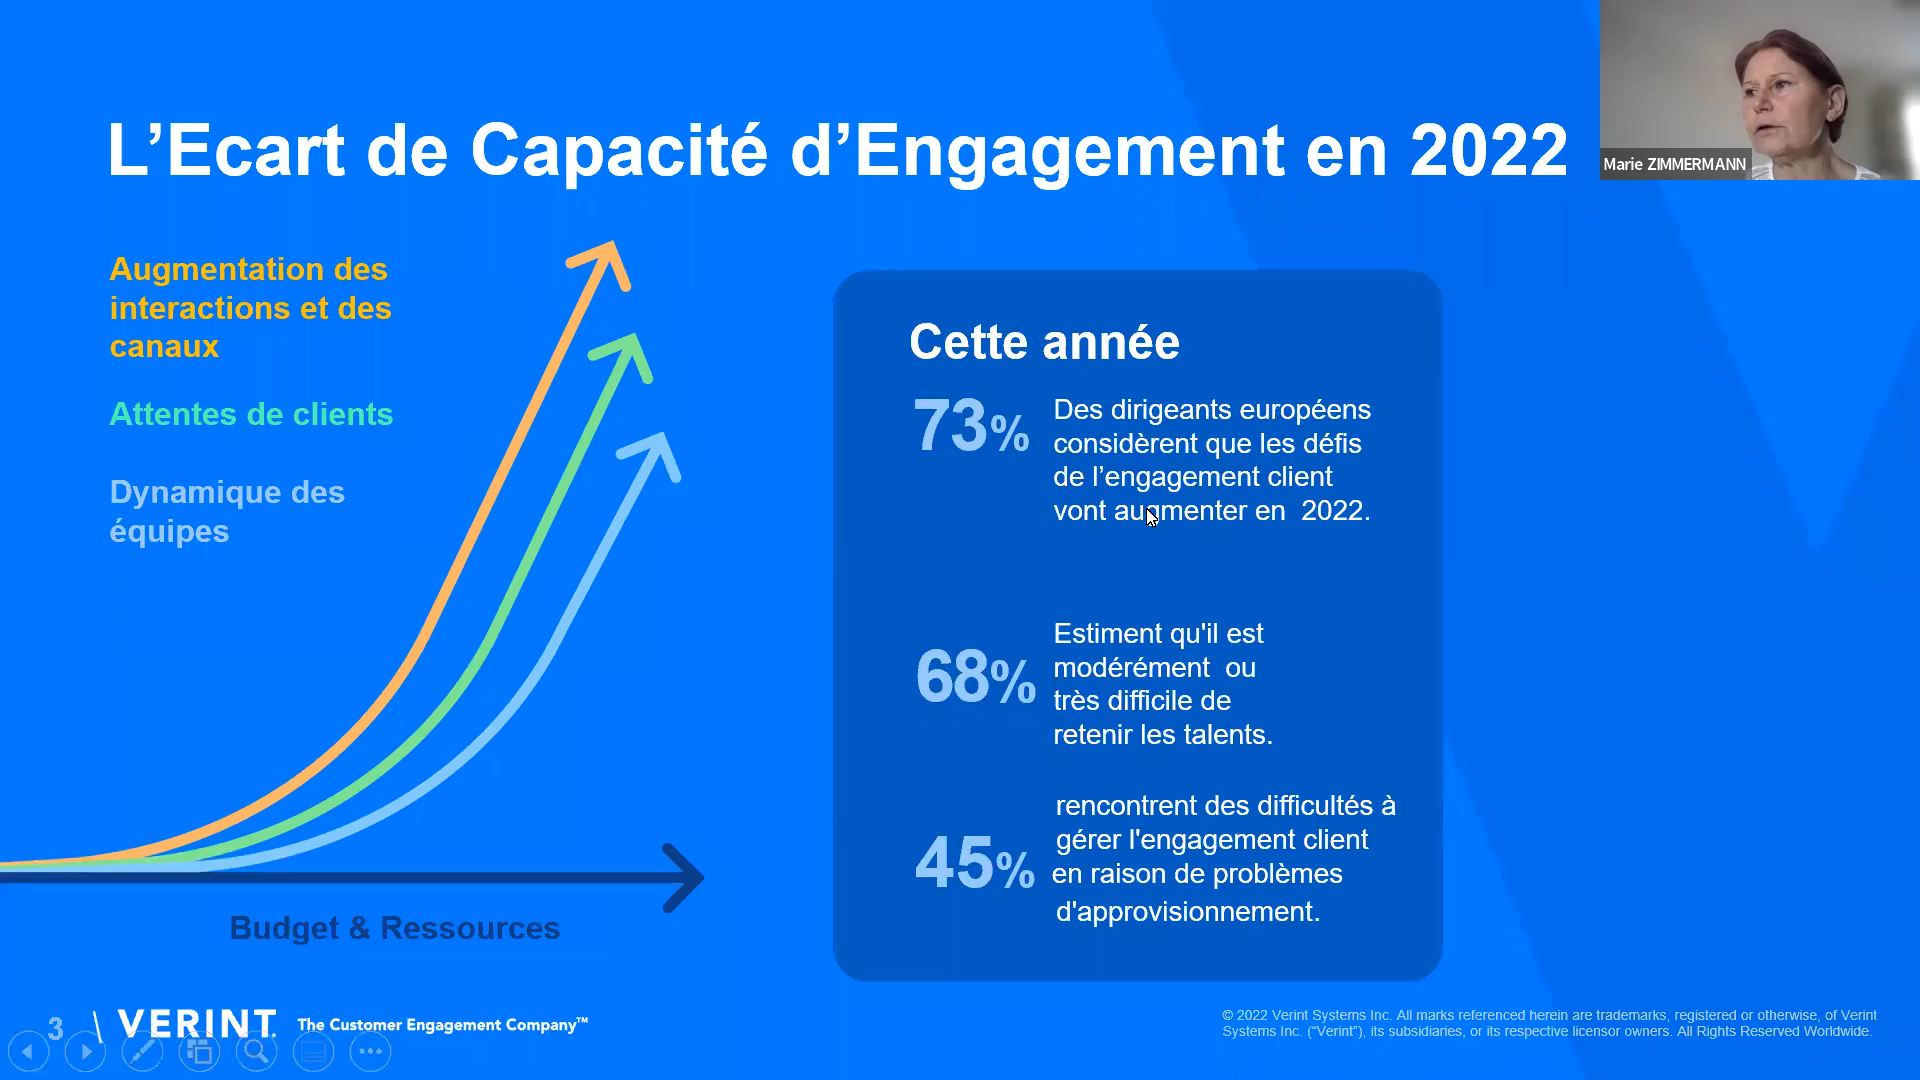 L’Ecart de Capacité d’Engagement en 2022
Marie ZIMMERMANN
Augmentation des
interactions et des
canaux
Attentes de clients
Dynamique des
équipes
Budget & Ressources
Cette année
73%
Des dirigeants européens
considèrent que les défis
de l’engagement client
vont augmenter en  2022.
68%
Estiment qu'il est
modérément  ou
très difficile de
retenir les talents.
45%
rencontrent des difficultés à
gérer l'engagement client
en raison de problèmes
d'approvisionnement.
3
VERINT. The Customer Engagement Company™
© 2022 Verint Systems Inc. All marks referenced herein are trademarks, registered or otherwise, of Verint
Systems Inc. (“Verint”), its subsidiaries, or its respective licensor owners. All Rights Reserved Worldwide.